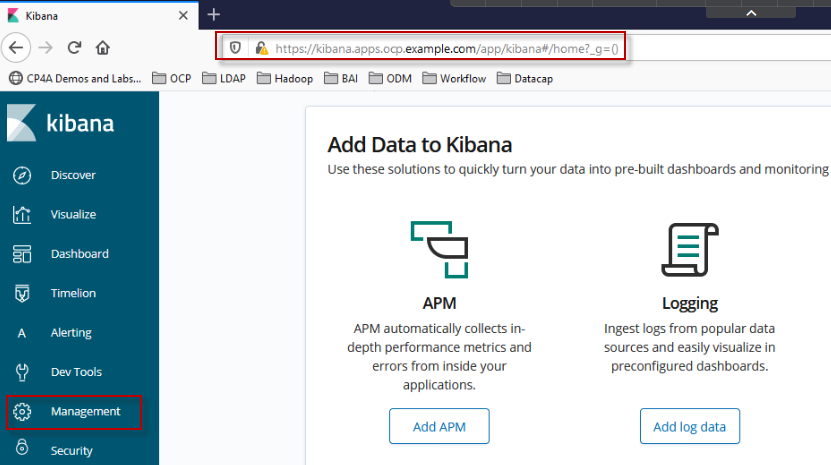 Kibana
https://kibana.apps.ocp.example.com/app/kibana#/home?_g=()
CP4A Demos and Labs... OCP LDAP Hadoop BAI ODM Workflow Datacap
kibana
Discover
Visualize
Dashboard
Timelion
A Alerting
Dev Tools
Management
Security
Add Data to Kibana
Use these solutions to quickly turn your data into pre-built dashboards and monitoring
APM
APM automatically collects in-
depth performance metrics and
errors from inside your
applications.
Add APM
Logging
Ingest logs from popular data
sources and easily visualize in
preconfigured dashboards.
Add log data